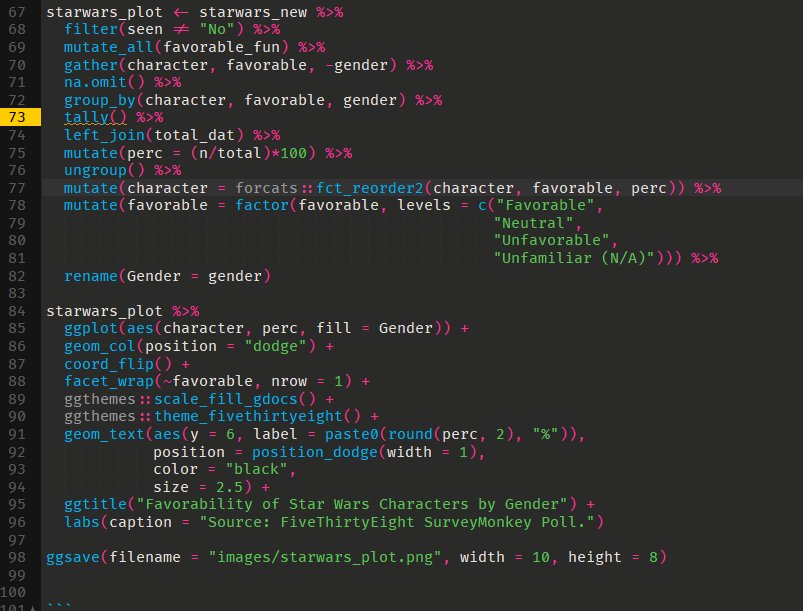 67 starwars_plot <- starwars_new %>%
68   filter(seen != "No") %>%
69   mutate_all(favorable_fun) %>%
70   gather(character, favorable, -gender) %>%
71   na.omit() %>%
72   group_by(character, favorable, gender) %>%
73   tally() %>%
74   left_join(total_dat) %>%
75   mutate(perc = (n/total)*100) %>%
76   ungroup() %>%
77   mutate(character = forcats::fct_reorder2(character, favorable, perc)) %>%
78   mutate(favorable = factor(favorable, levels = c("Favorable",
79                                                   "Neutral",
80                                                   "Unfavorable",
81                                                   "Unfamiliar (N/A)"))) %>%
82   rename(Gender = gender)
83
84 starwars_plot %>%
85   ggplot(aes(character, perc, fill = Gender)) +
86   geom_col(position = "dodge") +
87   coord_flip() +
88   facet_wrap(~favorable, nrow = 1) +
89   ggthemes::scale_fill_gdocs() +
90   ggthemes::theme_fivethirtyeight() +
91   geom_text(aes(y = 6, label = paste0(round(perc, 2), "%")),
92             position = position_dodge(width = 1),
93             color = "black",
94             size = 2.5) +
95   ggtitle("Favorability of Star Wars Characters by Gender") +
96   labs(caption = "Source: FiveThirtyEight SurveyMonkey Poll.")
97
98 ggsave(filename = "images/starwars_plot.png", width = 10, height = 8)
99
100
101 ```